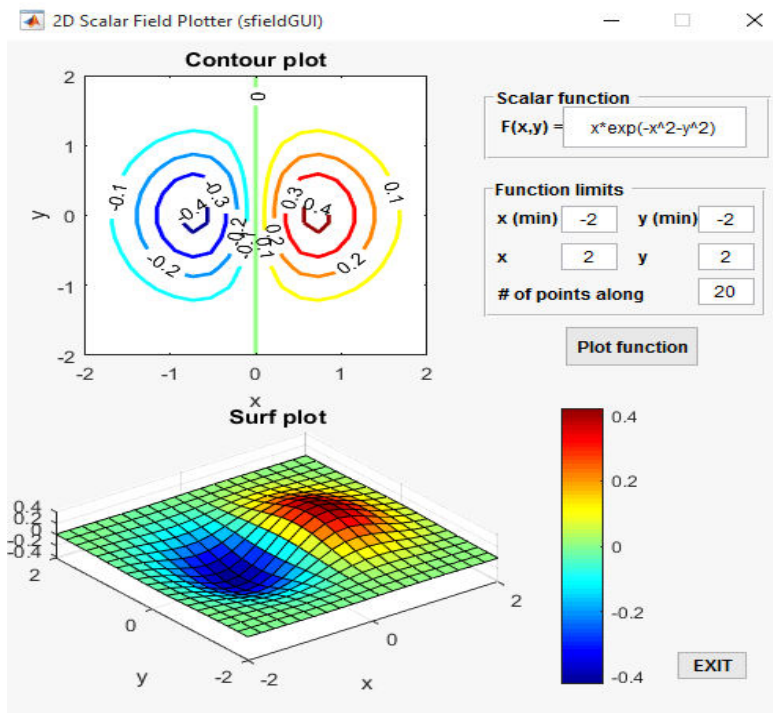 2D Scalar Field Plotter (sfieldGUI)
Contour plot
2
1
0
-1
-2
y
-2
-1
0
1
2
x
0
-0.1
-0.2
-0.3
-0.4
0.4
0.3
0.2
0.1
0.2
0.1
Scalar function
F(x,y) = x*exp(-x^2-y^2)
Function limits
x (min) -2 y (min) -2
x 2 y 2
# of points along 20
Plot function
Surf plot
0.4
0.2
0
-0.2
-0.4
2
0
-2
y
-2
0
2
x
0.4
0.2
0
-0.2
-0.4
EXIT